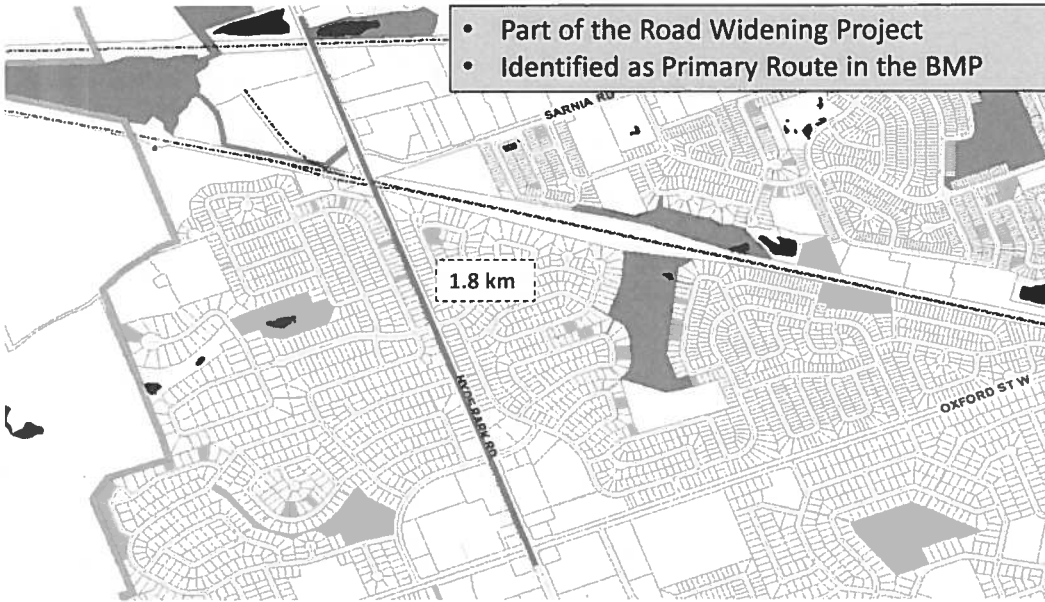 • Part of the Road Widening Project
• Identified as Primary Route in the BMP
SARNIA RD
1.8 km
HYDE PARK RD
OXFORD ST W